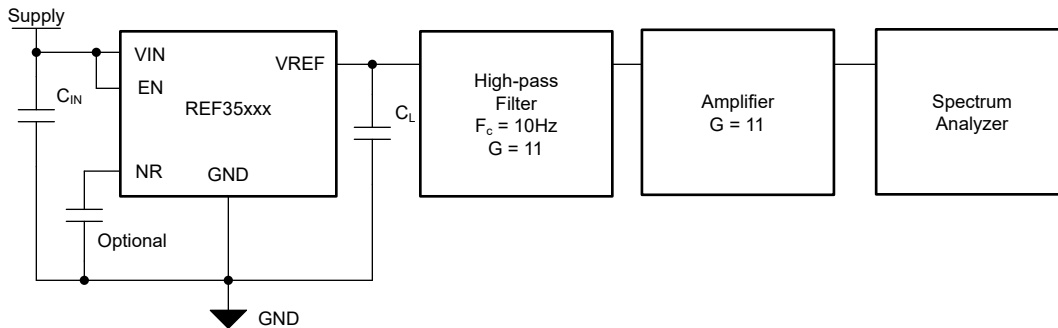 Supply
VIN
EN
C_IN
REF35xxx
NR
GND
Optional
VREF
C_L
GND
High-pass
Filter
F_c = 10Hz
G = 11
Amplifier
G = 11
Spectrum
Analyzer